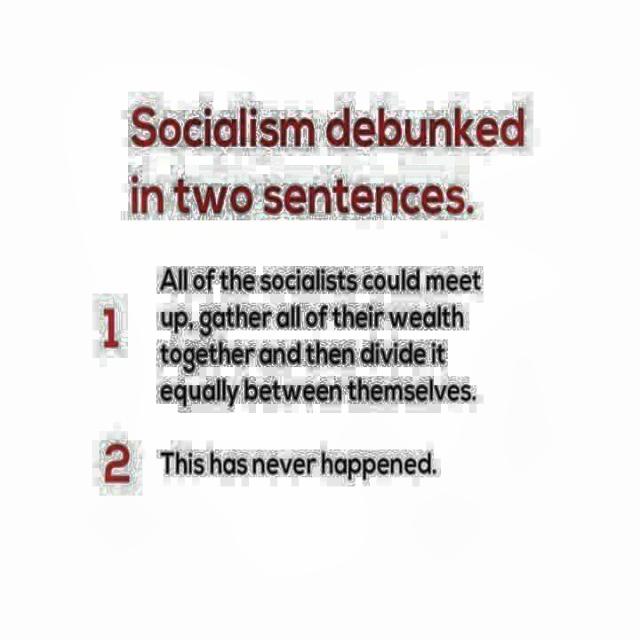 Socialism debunked
in two sentences.
1
All of the socialists could meet
up, gather all of their wealth
together and then divide it
equally between themselves.
2
This has never happened.